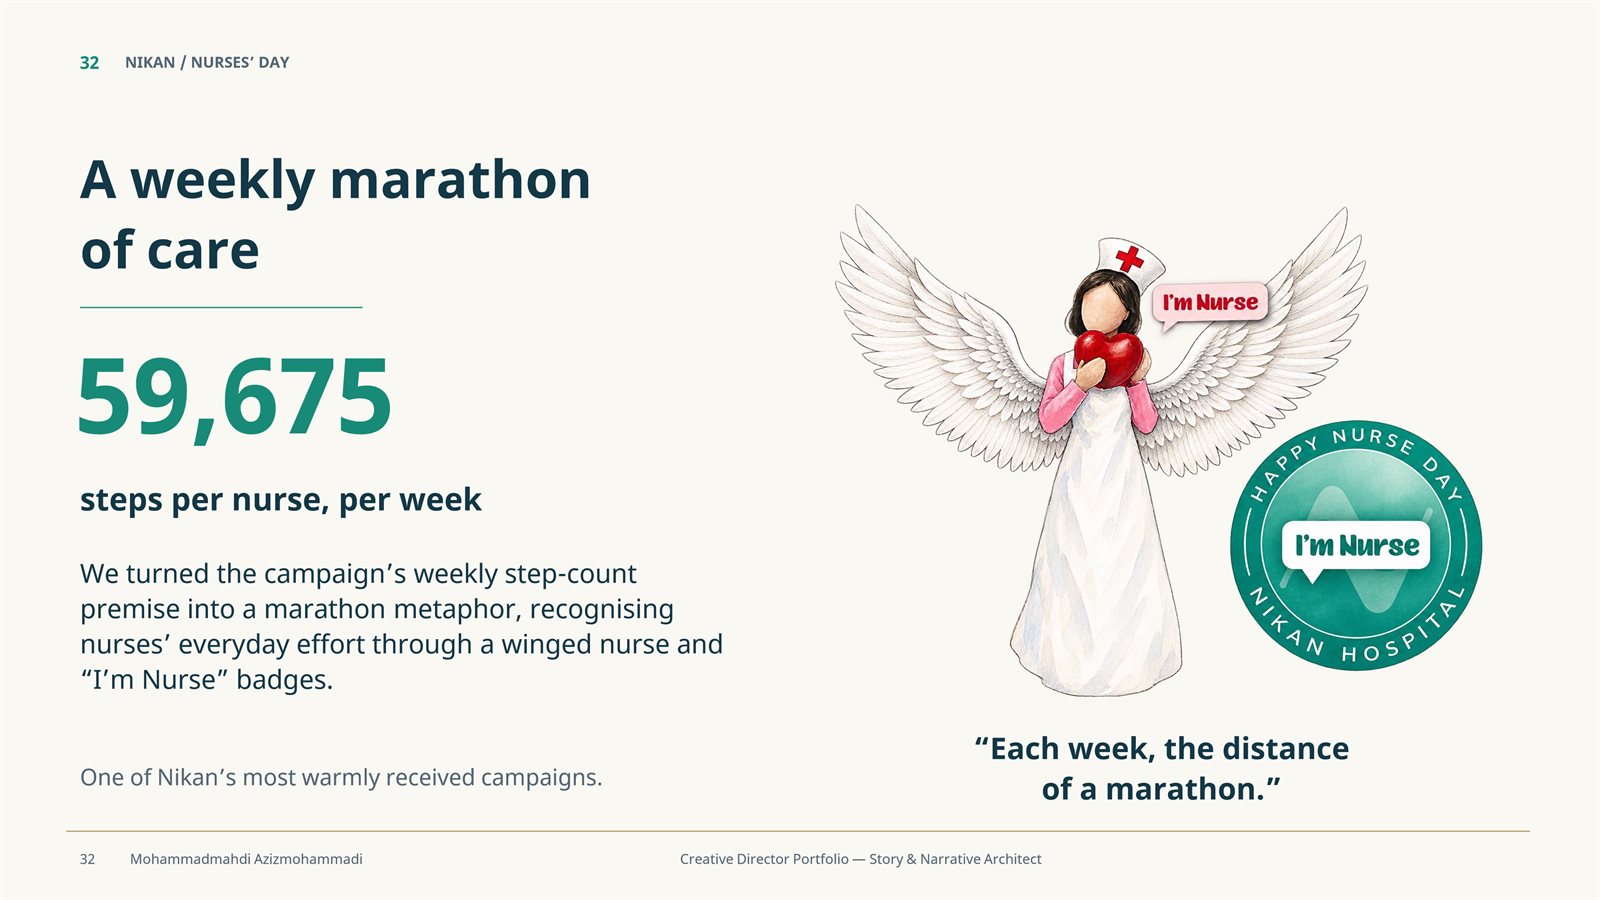 32 NIKAN / NURSES’ DAY
A weekly marathon
of care
59,675
steps per nurse, per week
We turned the campaign’s weekly step-count
premise into a marathon metaphor, recognising
nurses’ everyday effort through a winged nurse and
“I’m Nurse” badges.
One of Nikan’s most warmly received campaigns.
I’m Nurse
HAPPY NURSE DAY
I’m Nurse
NIKAN HOSPITAL
“Each week, the distance
of a marathon.”
32 Mohammadmahdi Azizmohammadi Creative Director Portfolio — Story & Narrative Architect